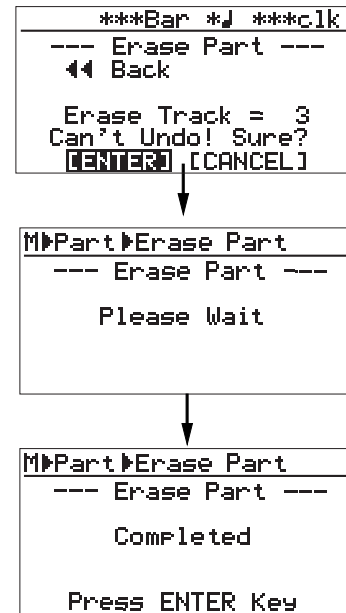 ***Bar *♩ ***clk
--- Erase Part ---
◀◀ Back
Erase Track = 3
Can't Undo! Sure?
[ENTER] [CANCEL]
M▶Part▶Erase Part
--- Erase Part ---
Please Wait
M▶Part▶Erase Part
--- Erase Part ---
Completed
Press ENTER Key